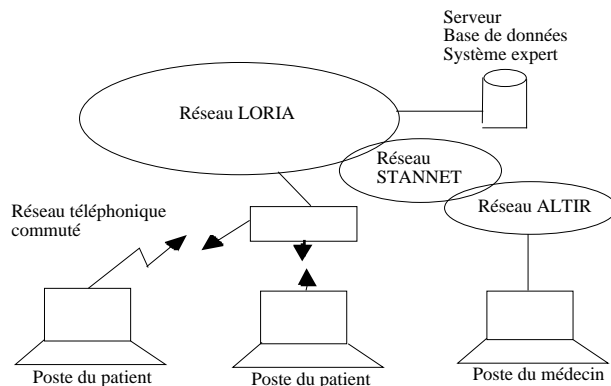 Serveur
Base de données
Système expert
Réseau LORIA
Réseau
STANNET
Réseau ALTIR
Réseau téléphonique
commuté
Poste du patient
Poste du patient
Poste du médecin